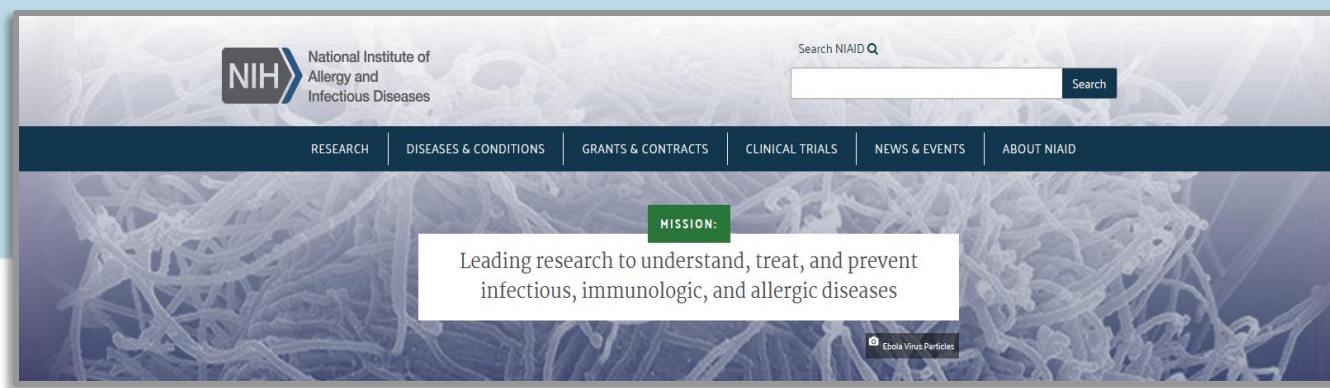 NIH
National Institute of
Allergy and
Infectious Diseases
Search NIAID
Search
RESEARCH
DISEASES & CONDITIONS
GRANTS & CONTRACTS
CLINICAL TRIALS
NEWS & EVENTS
ABOUT NIAID
MISSION:
Leading research to understand, treat, and prevent
infectious, immunologic, and allergic diseases
Ebola Virus Particles